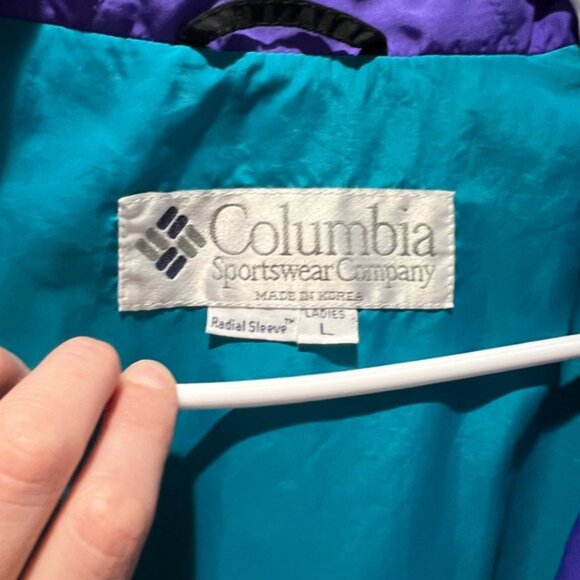 Columbia
Sportswear Company
MADE IN KOREA
Radial Sleeve™
LADIES
L